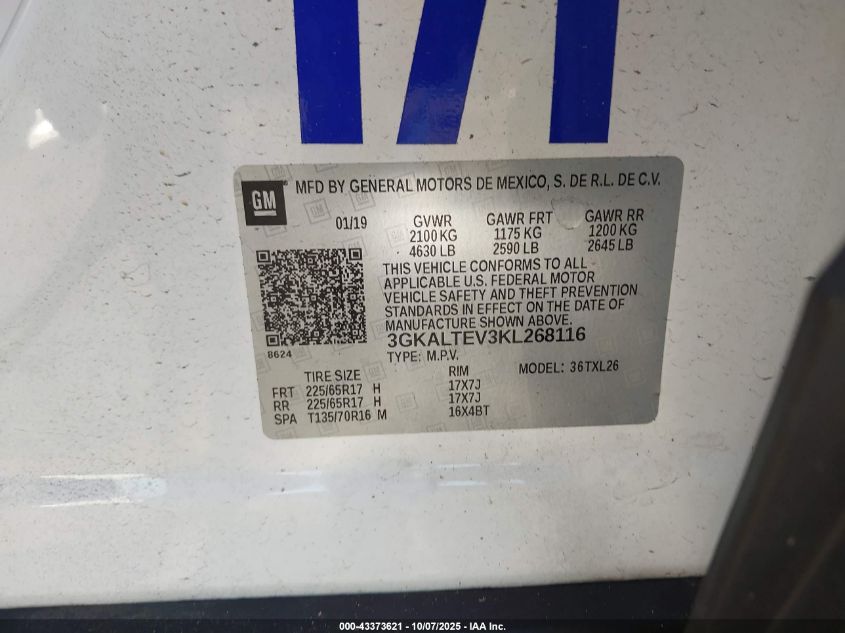 GM
MFD BY GENERAL MOTORS DE MEXICO, S. DE R.L. DE C.V.
01/19 GVWR GAWR FRT GAWR RR
2100 KG 1175 KG 1200 KG
4630 LB 2590 LB 2645 LB
THIS VEHICLE CONFORMS TO ALL
APPLICABLE U.S. FEDERAL MOTOR
VEHICLE SAFETY AND THEFT PREVENTION
STANDARDS IN EFFECT ON THE DATE OF
MANUFACTURE SHOWN ABOVE.
3GKALTEV3KL268116
8624
TYPE: M.P.V. MODEL: 36TXL26
TIRE SIZE RIM
FRT 225/65R17 H 17X7J
RR 225/65R17 H 17X7J
SPA T135/70R16 M 16X4BT
000-43373621 - 10/07/2025 - IAA Inc.